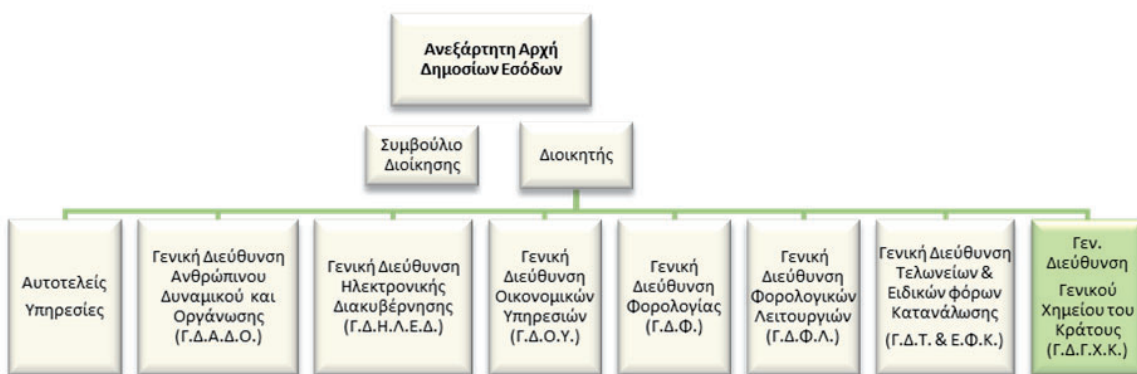 Ανεξάρτητη Αρχή
Δημοσίων Εσόδων
Συμβούλιο
Διοίκησης
Διοικητής
Αυτοτελείς
Υπηρεσίες
Γενική Διεύθυνση
Ανθρώπινου
Δυναμικού και
Οργάνωσης
(Γ.Δ.Α.Δ.Ο.)
Γενική Διεύθυνση
Ηλεκτρονικής
Διακυβέρνησης
(Γ.Δ.Η.Λ.Ε.Δ.)
Γενική
Διεύθυνση
Οικονομικών
Υπηρεσιών
(Γ.Δ.Ο.Υ.)
Γενική
Διεύθυνση
Φορολογίας
(Γ.Δ.Φ.)
Γενική
Διεύθυνση
Φορολογικών
Λειτουργιών
(Γ.Δ.Φ.Λ.)
Γενική Διεύθυνση
Τελωνείων &
Ειδικών φόρων
Κατανάλωσης
(Γ.Δ.Τ. & Ε.Φ.Κ.)
Γεν.
Διεύθυνση
Γενικού
Χημείου του
Κράτους
(Γ.Δ.Γ.Χ.Κ.)